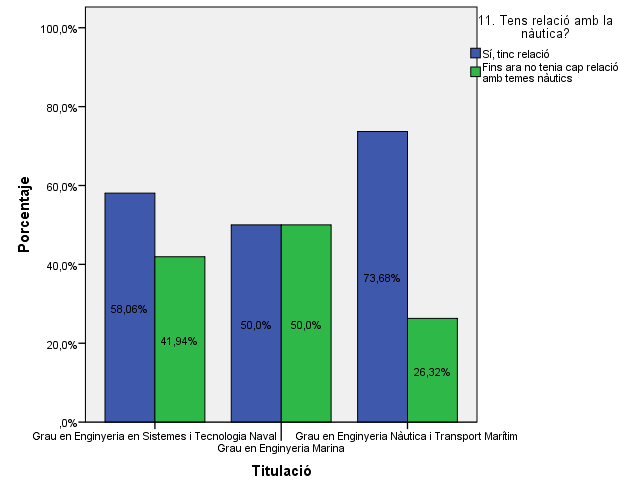 11. Tens relació amb la
nàutica?
Sí, tinc relació
Fins ara no tenia cap relació
amb temes nàutics
Porcentaje
100,0%
80,0%
60,0%
40,0%
20,0%
,0%
58,06%
41,94%
50,0%
50,0%
73,68%
26,32%
Grau en Enginyeria en Sistemes i Tecnologia Naval
Grau en Enginyeria Marina
Grau en Enginyeria Nàutica i Transport Marítim
Titulació